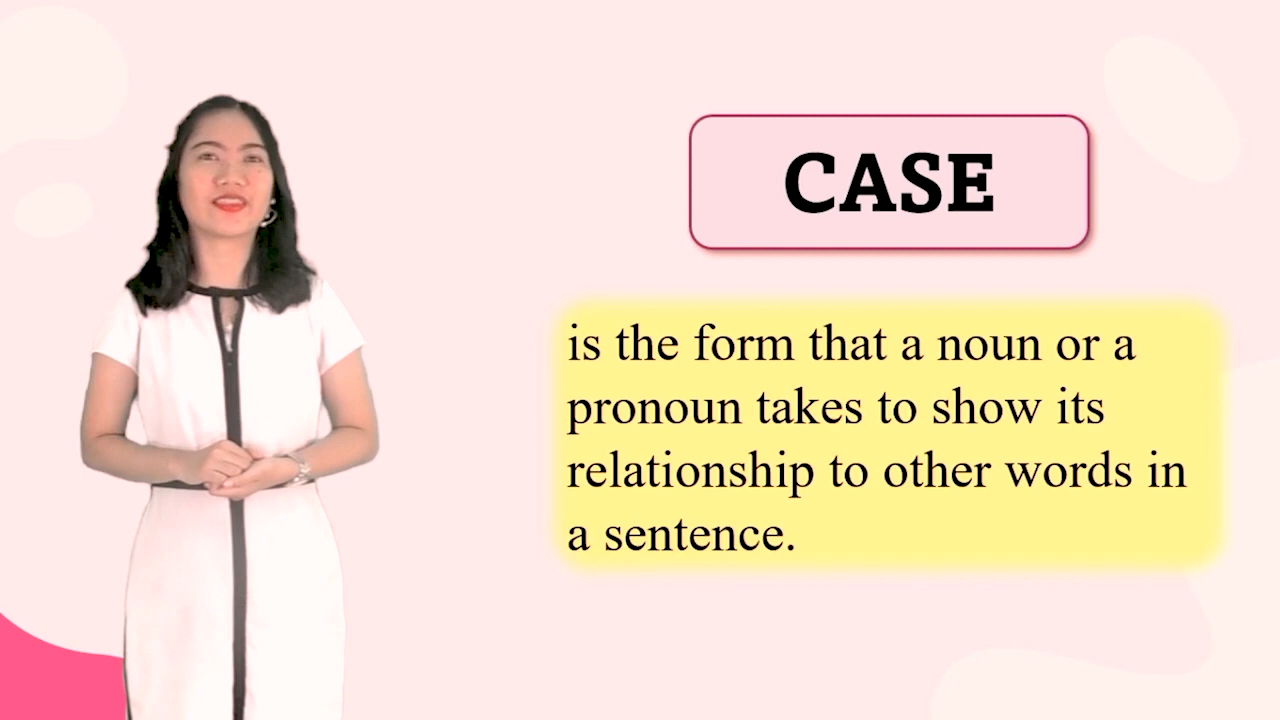 CASE
is the form that a noun or a
pronoun takes to show its
relationship to other words in
a sentence.